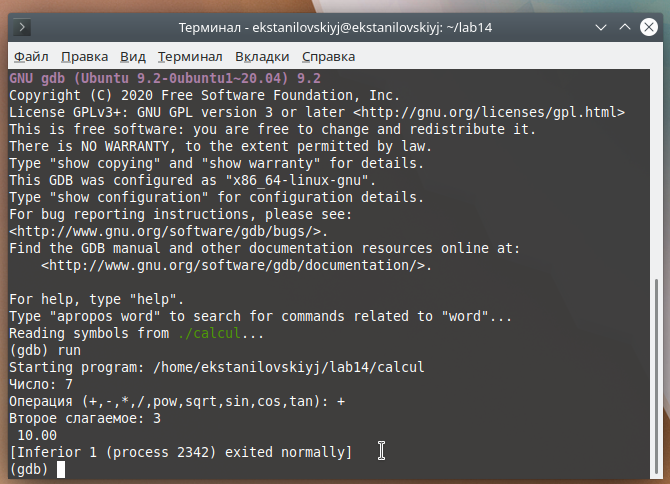 Терминал - ekstanilovskiyj@ekstanilovskiyj: ~/lab14
Файл Правка Вид Терминал Вкладки Справка
GNU gdb (Ubuntu 9.2-0ubuntu1~20.04) 9.2
Copyright (C) 2020 Free Software Foundation, Inc.
License GPLv3+: GNU GPL version 3 or later <http://gnu.org/licenses/gpl.html>
This is free software: you are free to change and redistribute it.
There is NO WARRANTY, to the extent permitted by law.
Type "show copying" and "show warranty" for details.
This GDB was configured as "x86_64-linux-gnu".
Type "show configuration" for configuration details.
For bug reporting instructions, please see:
<http://www.gnu.org/software/gdb/bugs/>.
Find the GDB manual and other documentation resources online at:
    <http://www.gnu.org/software/gdb/documentation/>.

For help, type "help".
Type "apropos word" to search for commands related to "word"...
Reading symbols from ./calcul...
(gdb) run
Starting program: /home/ekstanilovskiyj/lab14/calcul
Число: 7
Операция (+,-,*,/,pow,sqrt,sin,cos,tan): +
Второе слагаемое: 3
 10.00
[Inferior 1 (process 2342) exited normally]
(gdb)